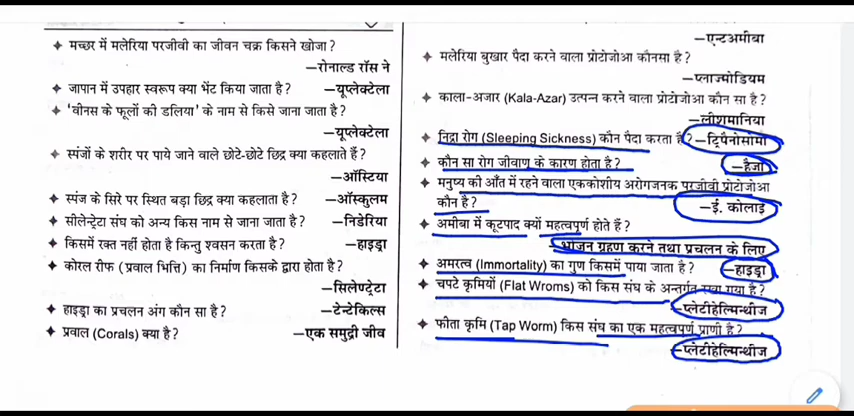 ✦ मच्छर में मलेरिया परजीवी का जीवन चक्र किसने खोजा ?
–रोनाल्ड रॉस ने
✦ जापान में उपहार स्वरूप क्या भेंट किया जाता है? –यूप्लेक्टेला
✦ 'वीनस के फूलों की डलिया' के नाम से किसे जाना जाता है?
–यूप्लेक्टेला
✦ स्पंजों के शरीर पर पाये जाने वाले छोटे-छोटे छिद्र क्या कहलाते हैं?
–ऑस्टिया
✦ स्पंज के सिरे पर स्थित बड़ा छिद्र क्या कहलाता है? –ऑस्कुलम
✦ सीलेन्ट्रेटा संघ को अन्य किस नाम से जाना जाता है? –निडेरिया
✦ किसमें रक्त नहीं होता है किन्तु श्वसन करता है? –हाइड्रा
✦ कोरल रीफ (प्रवाल भित्ति) का निर्माण किसके द्वारा होता है?
–सिलेण्ट्रेटा
✦ हाइड्रा का प्रचलन अंग कौन सा है? –टेन्टेकिल्स
✦ प्रवाल (Corals) क्या है? –एक समुद्री जीव
–एन्टअमीबा
✦ मलेरिया बुखार पैदा करने वाला प्रोटोजोआ कौनसा है?
–प्लाज्मोडियम
✦ काला-अजार (Kala-Azar) उत्पन्न करने वाला प्रोटोजोआ कौन सा है?
–लीशमानिया
✦ निद्रा रोग (Sleeping Sickness) कौन पैदा करता है? –ट्रिपैनोसोमा
✦ कौन सा रोग जीवाणु के कारण होता है? –हैजा
✦ मनुष्य की आँत में रहने वाला एककोशीय अरोगजनक परजीवी प्रोटोजोआ
कौन है? –ई. कोलाई
✦ अमीबा में कूटपाद क्यों महत्वपूर्ण होते हैं?
–भोजन ग्रहण करने तथा प्रचलन के लिए
✦ अमरत्व (Immortality) का गुण किसमें पाया जाता है? –हाइड्रा
✦ चपटे कृमियों (Flat Wroms) को किस संघ के अन्तर्गत रखा गया है?
–प्लेटीहेल्मिन्थीज
✦ फीता कृमि (Tap Worm) किस संघ का एक महत्वपूर्ण प्राणी है?
–प्लेटीहेल्मिन्थीज